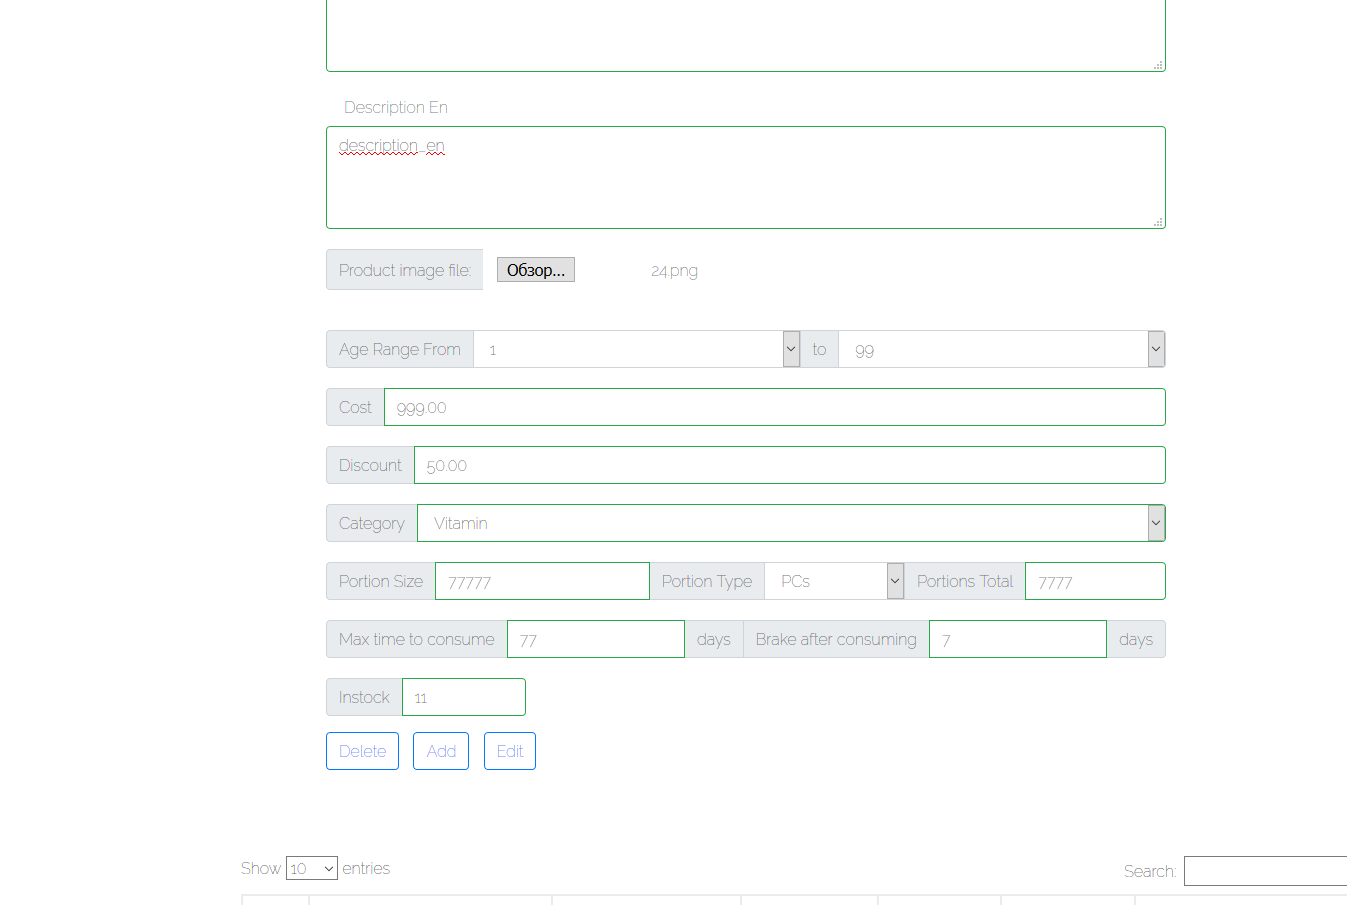 Description En
description_en
Product image file: Обзор... 24.png
Age Range From 1 to 99
Cost 999.00
Discount 50.00
Category Vitamin
Portion Size 77777 Portion Type PCs Portions Total 7777
Max time to consume 77 days Brake after consuming 7 days
Instock 11
Delete Add Edit
Show 10 entries Search: